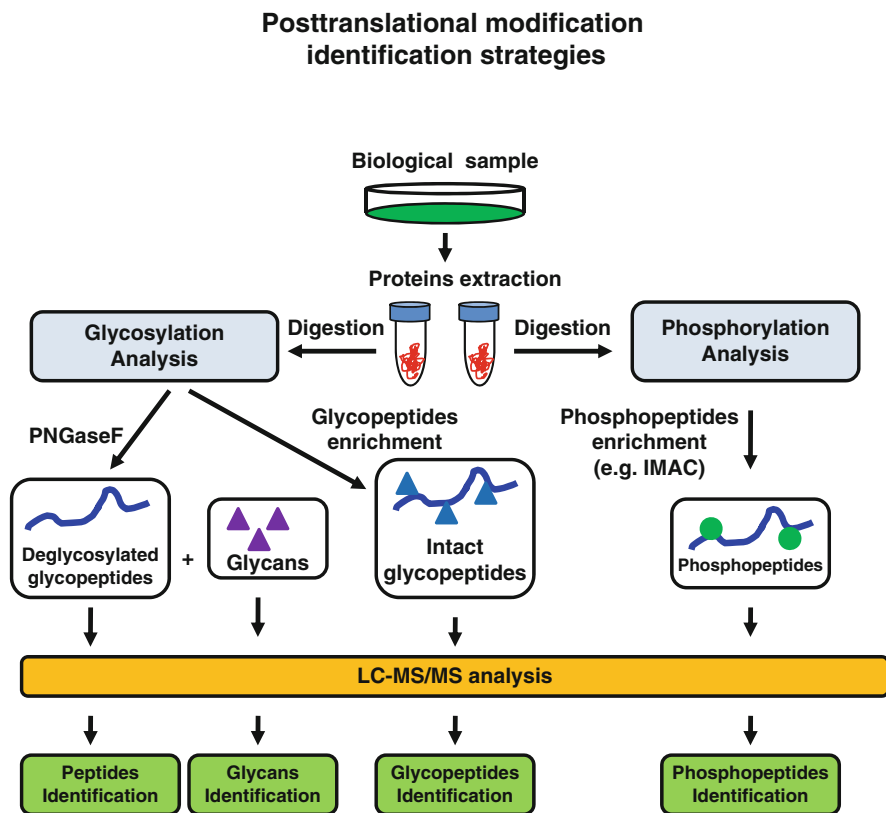 Posttranslational modification
identification strategies
Biological sample
Proteins extraction
Glycosylation
Analysis
Digestion
Digestion
Phosphorylation
Analysis
PNGaseF
Glycopeptides
enrichment
Phosphopeptides
enrichment
(e.g. IMAC)
Deglycosylated
glycopeptides
+
Glycans
Intact
glycopeptides
Phosphopeptides
LC-MS/MS analysis
Peptides
Identification
Glycans
Identification
Glycopeptides
Identification
Phosphopeptides
Identification